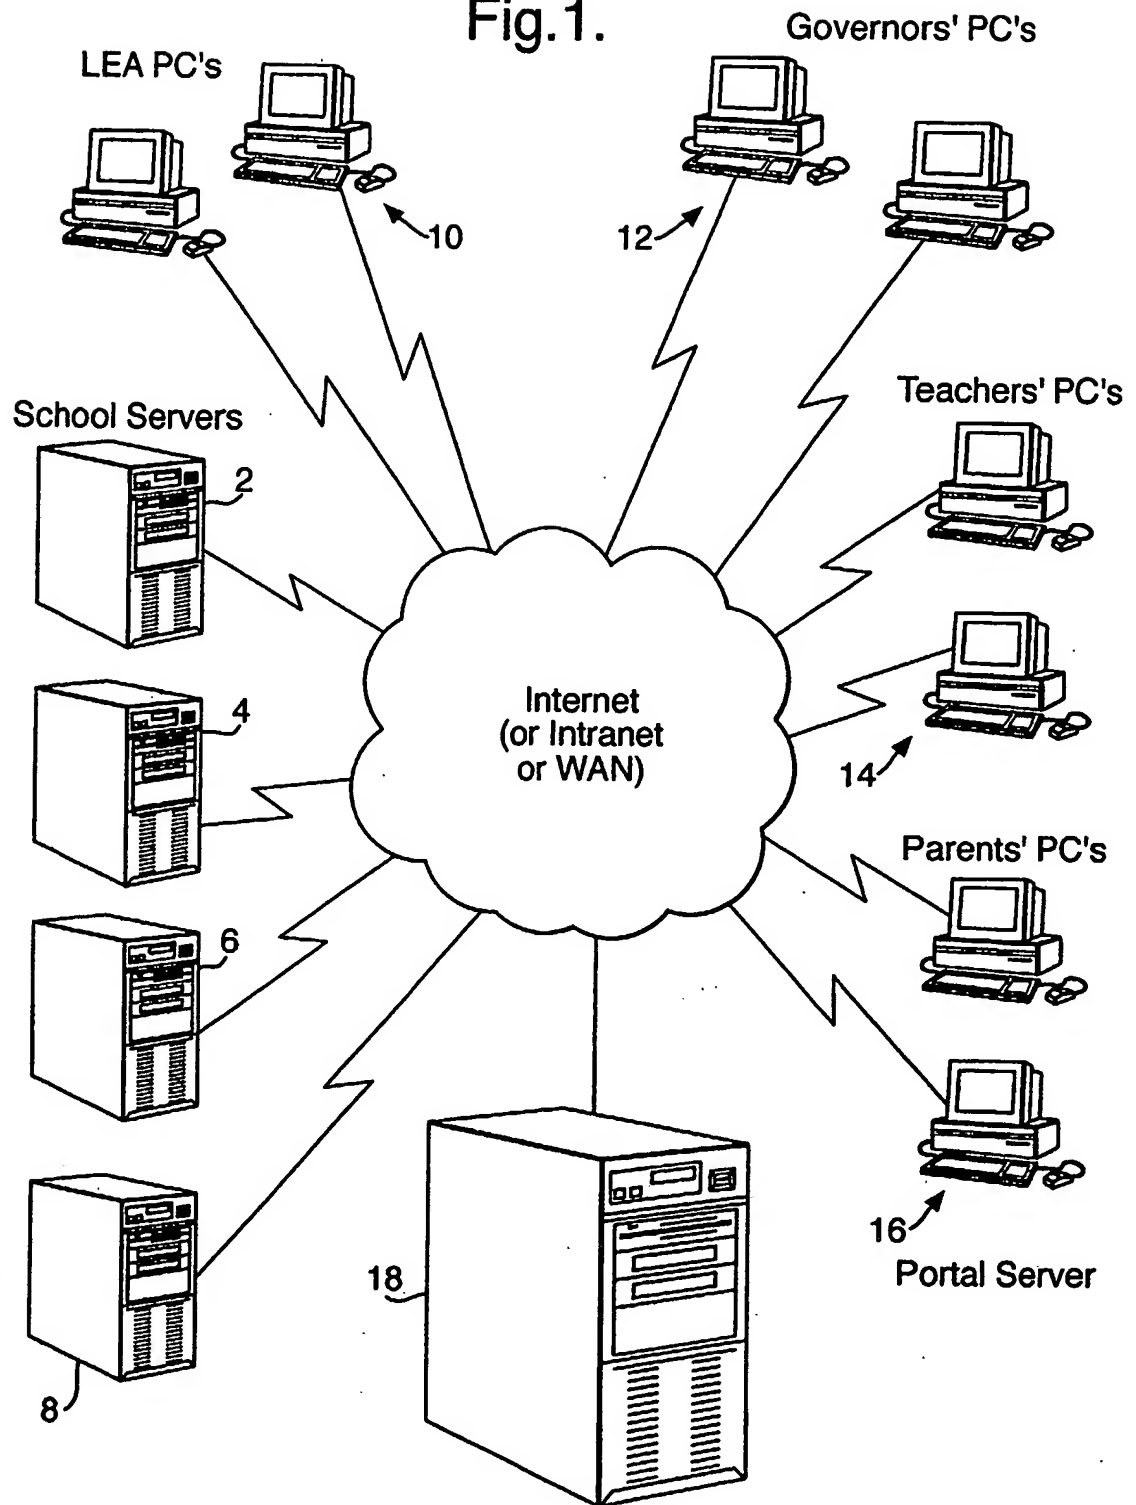 Fig.1.
LEA PC's
Governors' PC's
10
12
Teachers' PC's
School Servers
2
4
Internet
(or Intranet
or WAN)
14
Parents' PC's
6
16
Portal Server
18
8